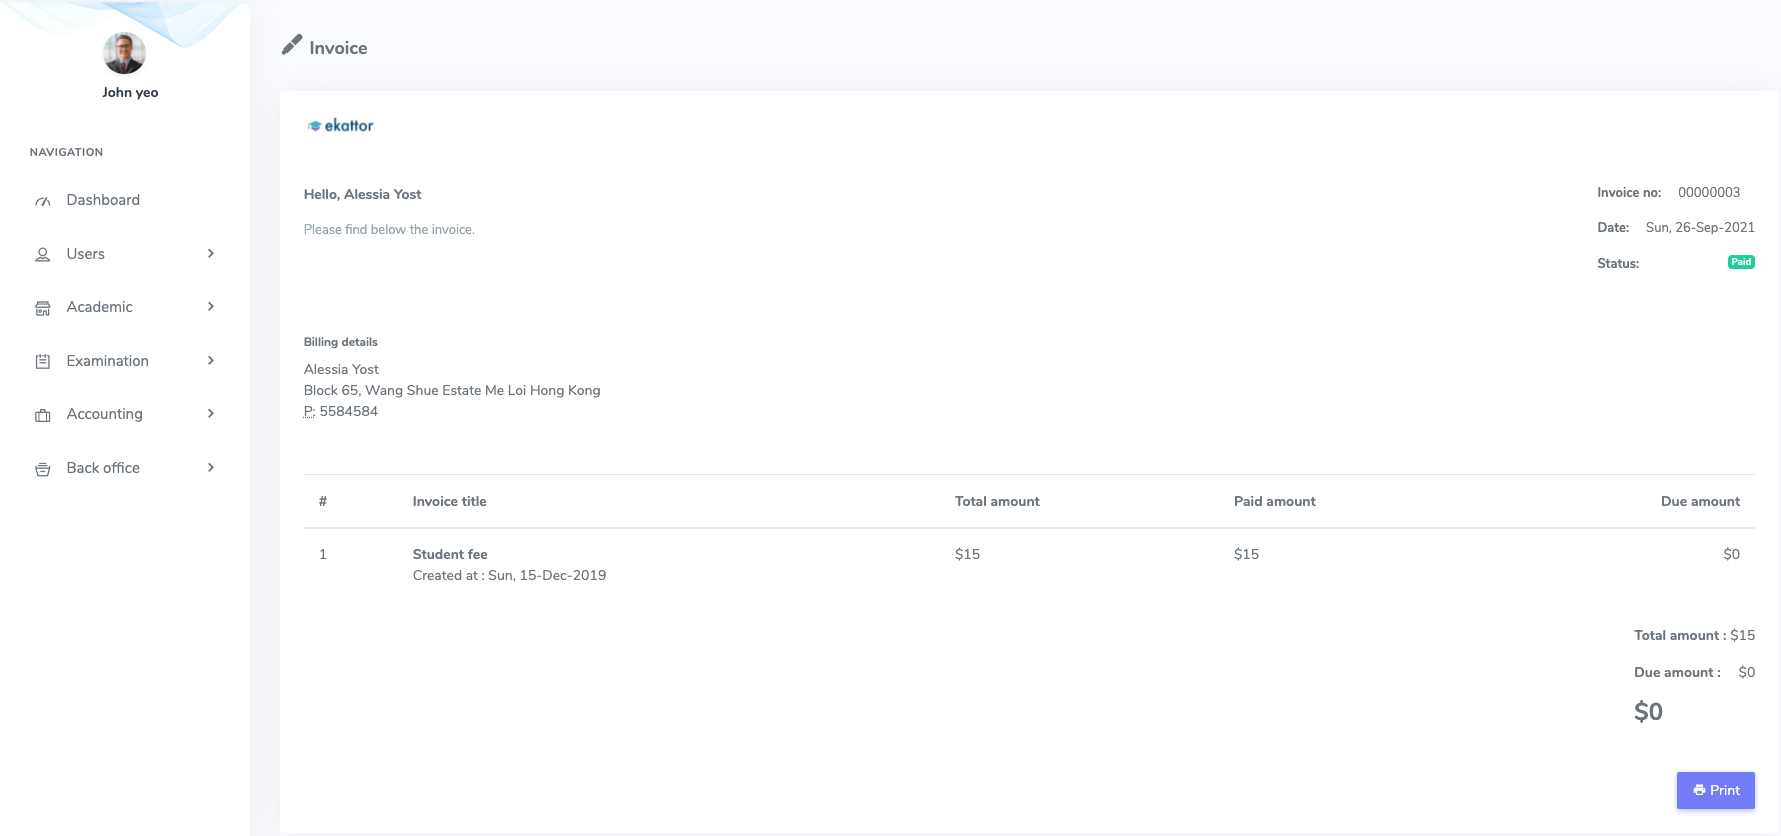 John yeo
NAVIGATION
Dashboard
Users
Academic
Examination
Accounting
Back office
Invoice
ekattor
Hello, Alessia Yost
Please find below the invoice.
Invoice no: 00000003
Date: Sun, 26-Sep-2021
Status: Paid
Billing details
Alessia Yost
Block 65, Wang Shue Estate Me Loi Hong Kong
P: 5584584
# Invoice title Total amount Paid amount Due amount
1 Student fee $15 $15 $0
Created at : Sun, 15-Dec-2019
Total amount : $15
Due amount : $0
$0
Print